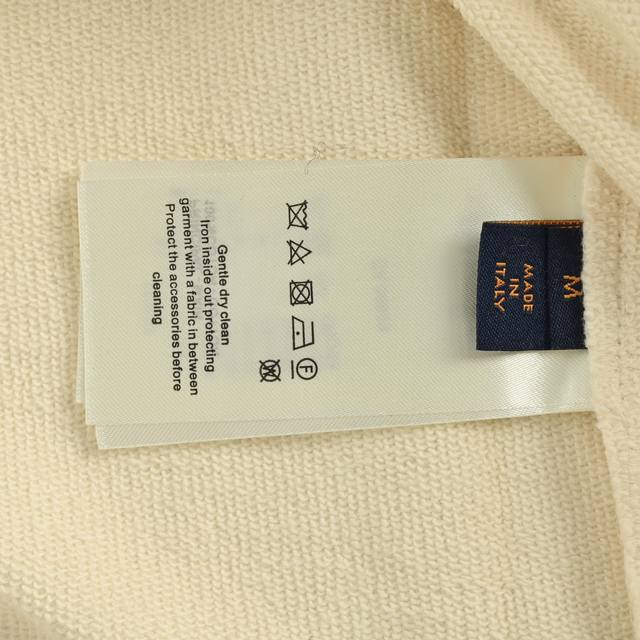 F
W
Gentle dry clean
Iron inside out protecting
garment with a fabric in between
Protect the accessories before
cleaning
M
MADE
IN
ITALY